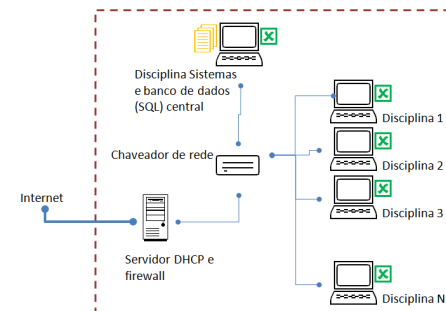 Disciplina Sistemas
e banco de dados
(SQL) central
Disciplina 1
Chaveador de rede
Disciplina 2
Internet
Disciplina 3
Servidor DHCP e
firewall
Disciplina N